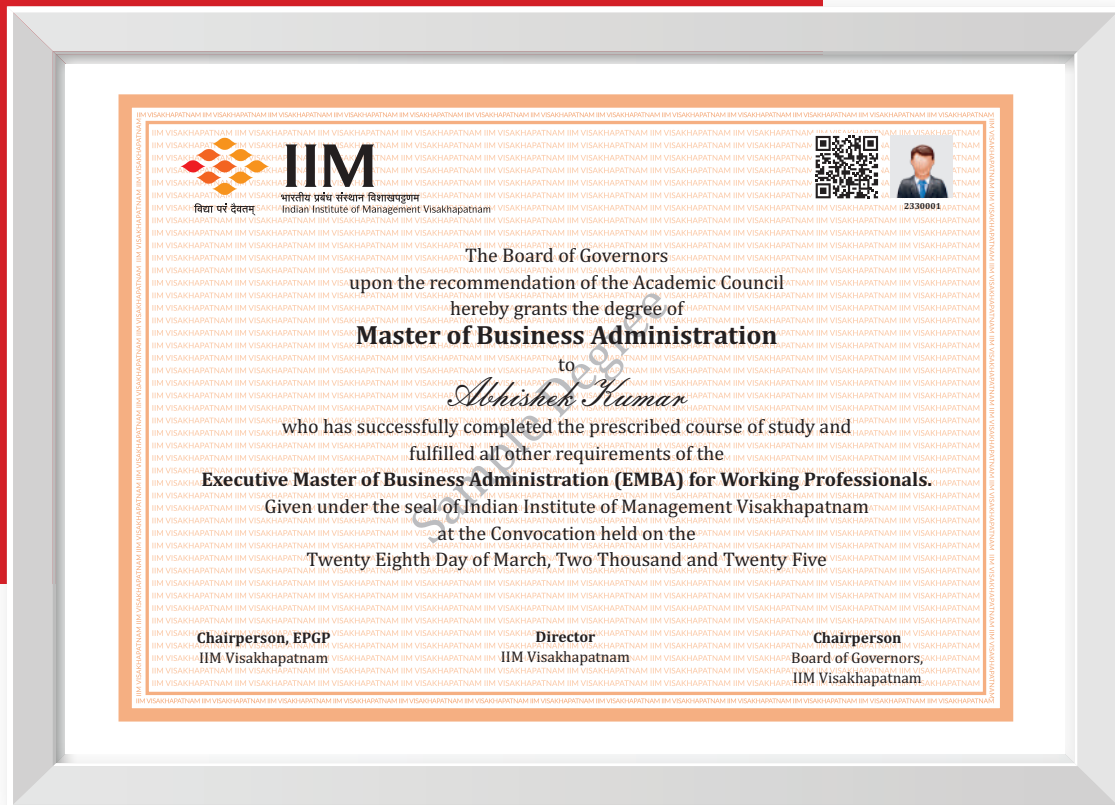 IIM
भारतीय प्रबंध संस्थान विशाखपट्टणम
विद्या परं दैवतम्
Indian Institute of Management Visakhapatnam
2330001
The Board of Governors
upon the recommendation of the Academic Council
hereby grants the degree of
Master of Business Administration
to
Abhishek Kumar
who has successfully completed the prescribed course of study and
fulfilled all other requirements of the
Executive Master of Business Administration (EMBA) for Working Professionals.
Given under the seal of Indian Institute of Management Visakhapatnam
at the Convocation held on the
Twenty Eighth Day of March, Two Thousand and Twenty Five
Sample Degree
Chairperson, EPGP
IIM Visakhapatnam
Director
IIM Visakhapatnam
Chairperson
Board of Governors,
IIM Visakhapatnam
IIM VISAKHAPATNAM